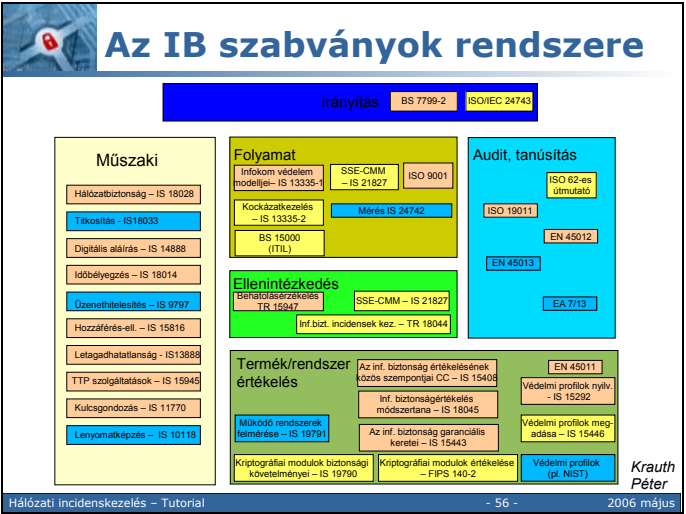 Az IB szabványok rendszere
Irányítás
BS 7799-2
ISO/IEC 24743
Műszaki
Hálózatbiztonság – IS 18028
Titkosítás - IS18033
Digitális aláírás – IS 14888
Időbélyegzés – IS 18014
Üzenethitelesítés – IS 9797
Hozzáférés-ell. – IS 15816
Letagadhatatlanság - IS13888
TTP szolgáltatások – IS 15945
Kulcsgondozás – IS 11770
Lenyomatképzés – IS 10118
Folyamat
Infokom védelem
modelljei– IS 13335-1
SSE-CMM
– IS 21827
ISO 9001
Kockázatkezelés
– IS 13335-2
Mérés IS 24742
BS 15000
(ITIL)
Ellenintézkedés
Behatolásérzékelés
TR 15947
SSE-CMM – IS 21827
Inf.bizt. incidensek kez. – TR 18044
Audit, tanúsítás
ISO 62-es
útmutató
ISO 19011
EN 45012
EN 45013
EA 7/13
Termék/rendszer
értékelés
Az inf. biztonság értékelésének
közös szempontjai CC – IS 15408
EN 45011
Védelmi profilok nyilv.
- IS 15292
Inf. biztonságértékelés
módszertana – IS 18045
Működő rendszerek
felmérése – IS 19791
Az inf. biztonság garanciális
keretei – IS 15443
Védelmi profilok meg-
adása – IS 15446
Kriptográfiai modulok biztonsági
követelményei – IS 19790
Kriptográfiai modulok értékelése
– FIPS 140-2
Védelmi profilok
(pl. NIST)
Krauth
Péter
Hálózati incidenskezelés – Tutorial
- 56 -
2006 május